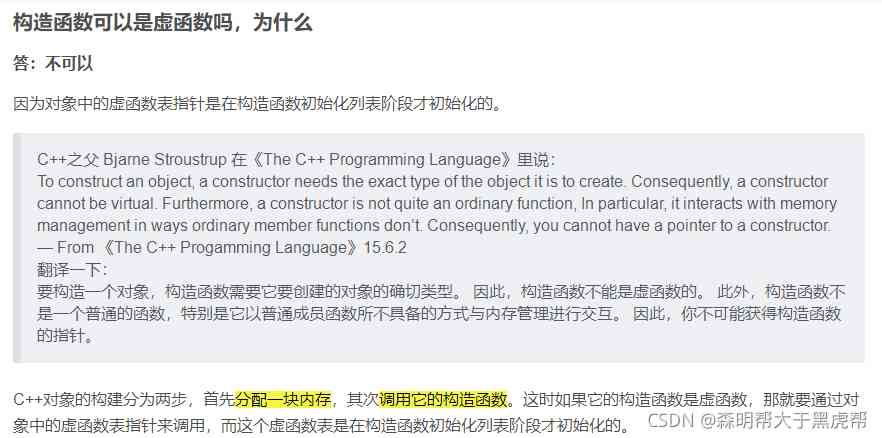 构造函数可以是虚函数吗，为什么
答：不可以
因为对象中的虚函数表指针是在构造函数初始化列表阶段才初始化的。
C++之父 Bjarne Stroustrup 在《The C++ Programming Language》里说：
To construct an object, a constructor needs the exact type of the object it is to create. Consequently, a constructor
cannot be virtual. Furthermore, a constructor is not quite an ordinary function, In particular, it interacts with memory
management in ways ordinary member functions don't. Consequently, you cannot have a pointer to a constructor.
— From 《The C++ Progamming Language》15.6.2
翻译一下：
要构造一个对象，构造函数需要它要创建的对象的确切类型。 因此，构造函数不能是虚函数的。 此外，构造函数不
是一个普通的函数，特别是它以普通成员函数所不具备的方式与内存管理进行交互。 因此，你不可能获得构造函数
的指针。
C++对象的构建分为两步，首先分配一块内存，其次调用它的构造函数。这时如果它的构造函数是虚函数，那就要通过对
象中的虚函数表指针来调用，而这个虚函数表是在构造函数初始化列表阶段才初始化的。
CSDN @森明帮大于黑虎帮